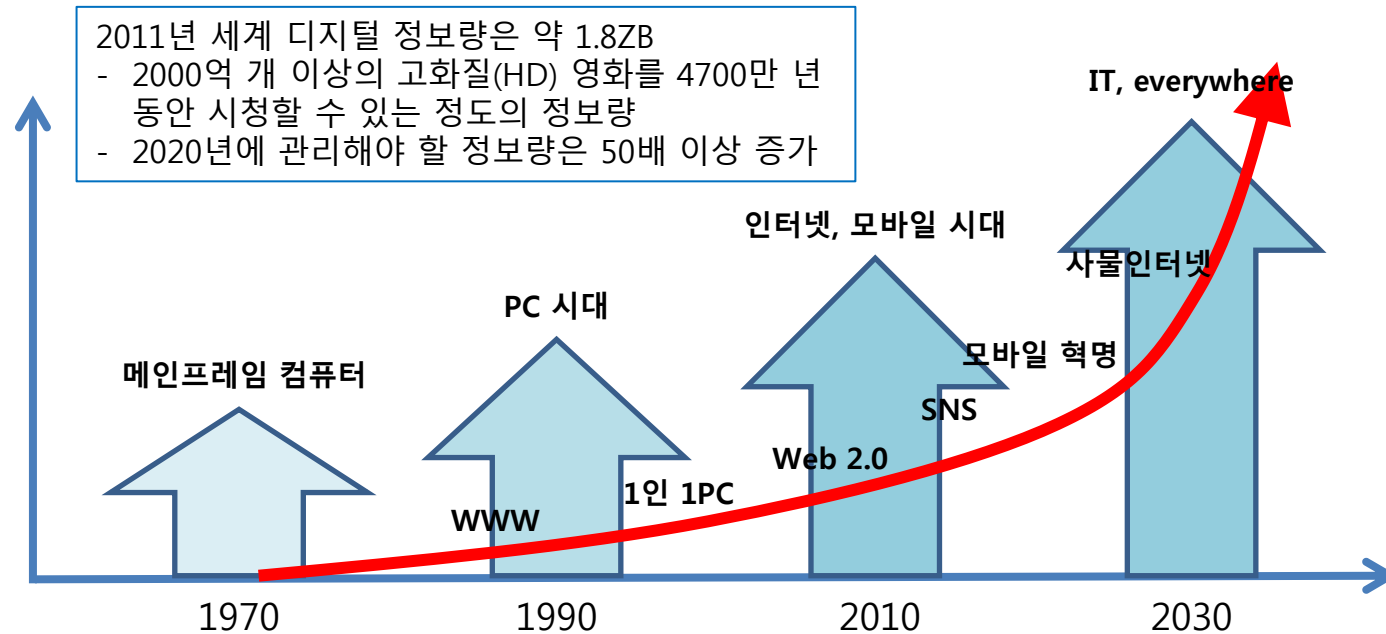 2011년 세계 디지털 정보량은 약 1.8ZB
- 2000억 개 이상의 고화질(HD) 영화를 4700만 년
동안 시청할 수 있는 정도의 정보량
- 2020년에 관리해야 할 정보량은 50배 이상 증가
IT, everywhere
인터넷, 모바일 시대
사물인터넷
PC 시대
모바일 혁명
메인프레임 컴퓨터
SNS
Web 2.0
1인 1PC
WWW
1970
1990
2010
2030